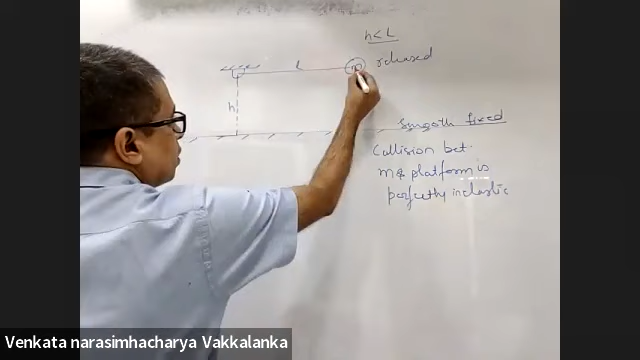 h<L
l
m
released
h
smooth fixed
Collision bet.
m & platform is
perfectly inelastic
Venkata narasimhacharya Vakkalanka